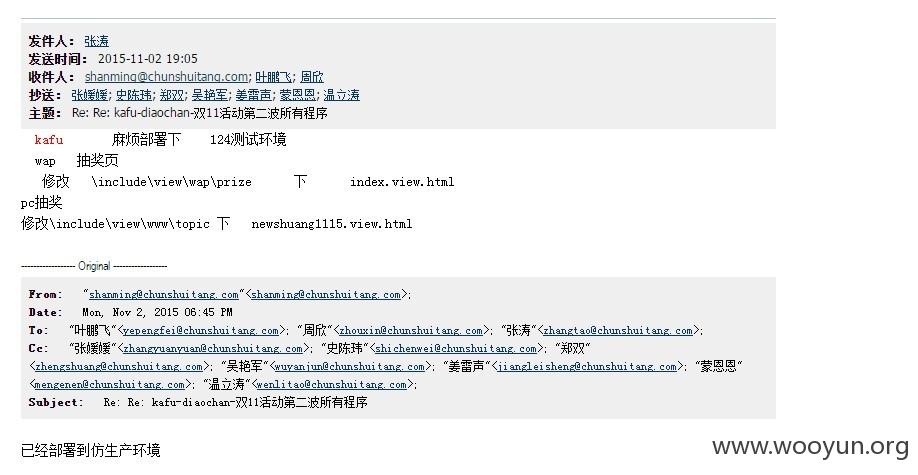 发件人： 张涛
发送时间： 2015-11-02 19:05
收件人： shanming@chunshuitang.com; 叶鹏飞; 周欣
抄送： 张媛媛; 史陈玮; 郑双; 吴艳军; 姜雷声; 蒙恩恩; 温立涛
主题： Re: Re: kafu-diaochan-双11活动第二波所有程序
kafu 麻烦部署下 124测试环境
wap 抽奖页
修改 \include\view\wap\prize 下 index.view.html
pc抽奖
修改\include\view\www\topic 下 newshuang1115.view.html
------------------ Original ------------------
From: "shanming@chunshuitang.com"<shanming@chunshuitang.com>;
Date: Mon, Nov 2, 2015 06:45 PM
To: "叶鹏飞"<yepengfei@chunshuitang.com>; "周欣"<zhouxin@chunshuitang.com>; "张涛"<zhangtao@chunshuitang.com>;
Cc: "张媛媛"<zhangyuanyuan@chunshuitang.com>; "史陈玮"<shichenwei@chunshuitang.com>; "郑双"
<zhengshuang@chunshuitang.com>; "吴艳军"<wuyanjun@chunshuitang.com>; "姜雷声"<jiangleisheng@chunshuitang.com>; "蒙恩恩"
<mengenen@chunshuitang.com>; "温立涛"<wenlitao@chunshuitang.com>;
Subject: Re: Re: kafu-diaochan-双11活动第二波所有程序
已经部署到仿生产环境
www.wooyun.org